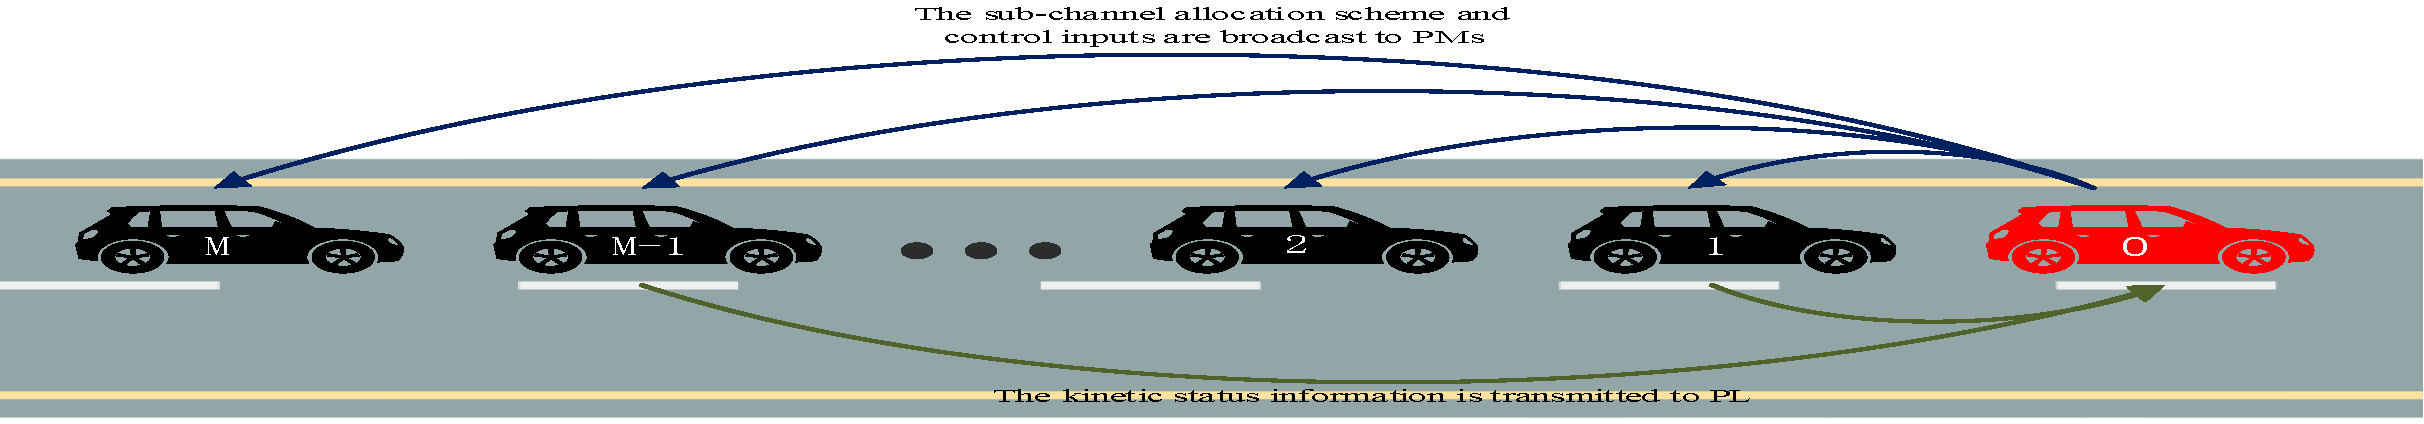 The sub-channel allocation scheme and
control inputs are broadcast to PMs
M M-1 2 1 0
The kinetic status information is transmitted to PL